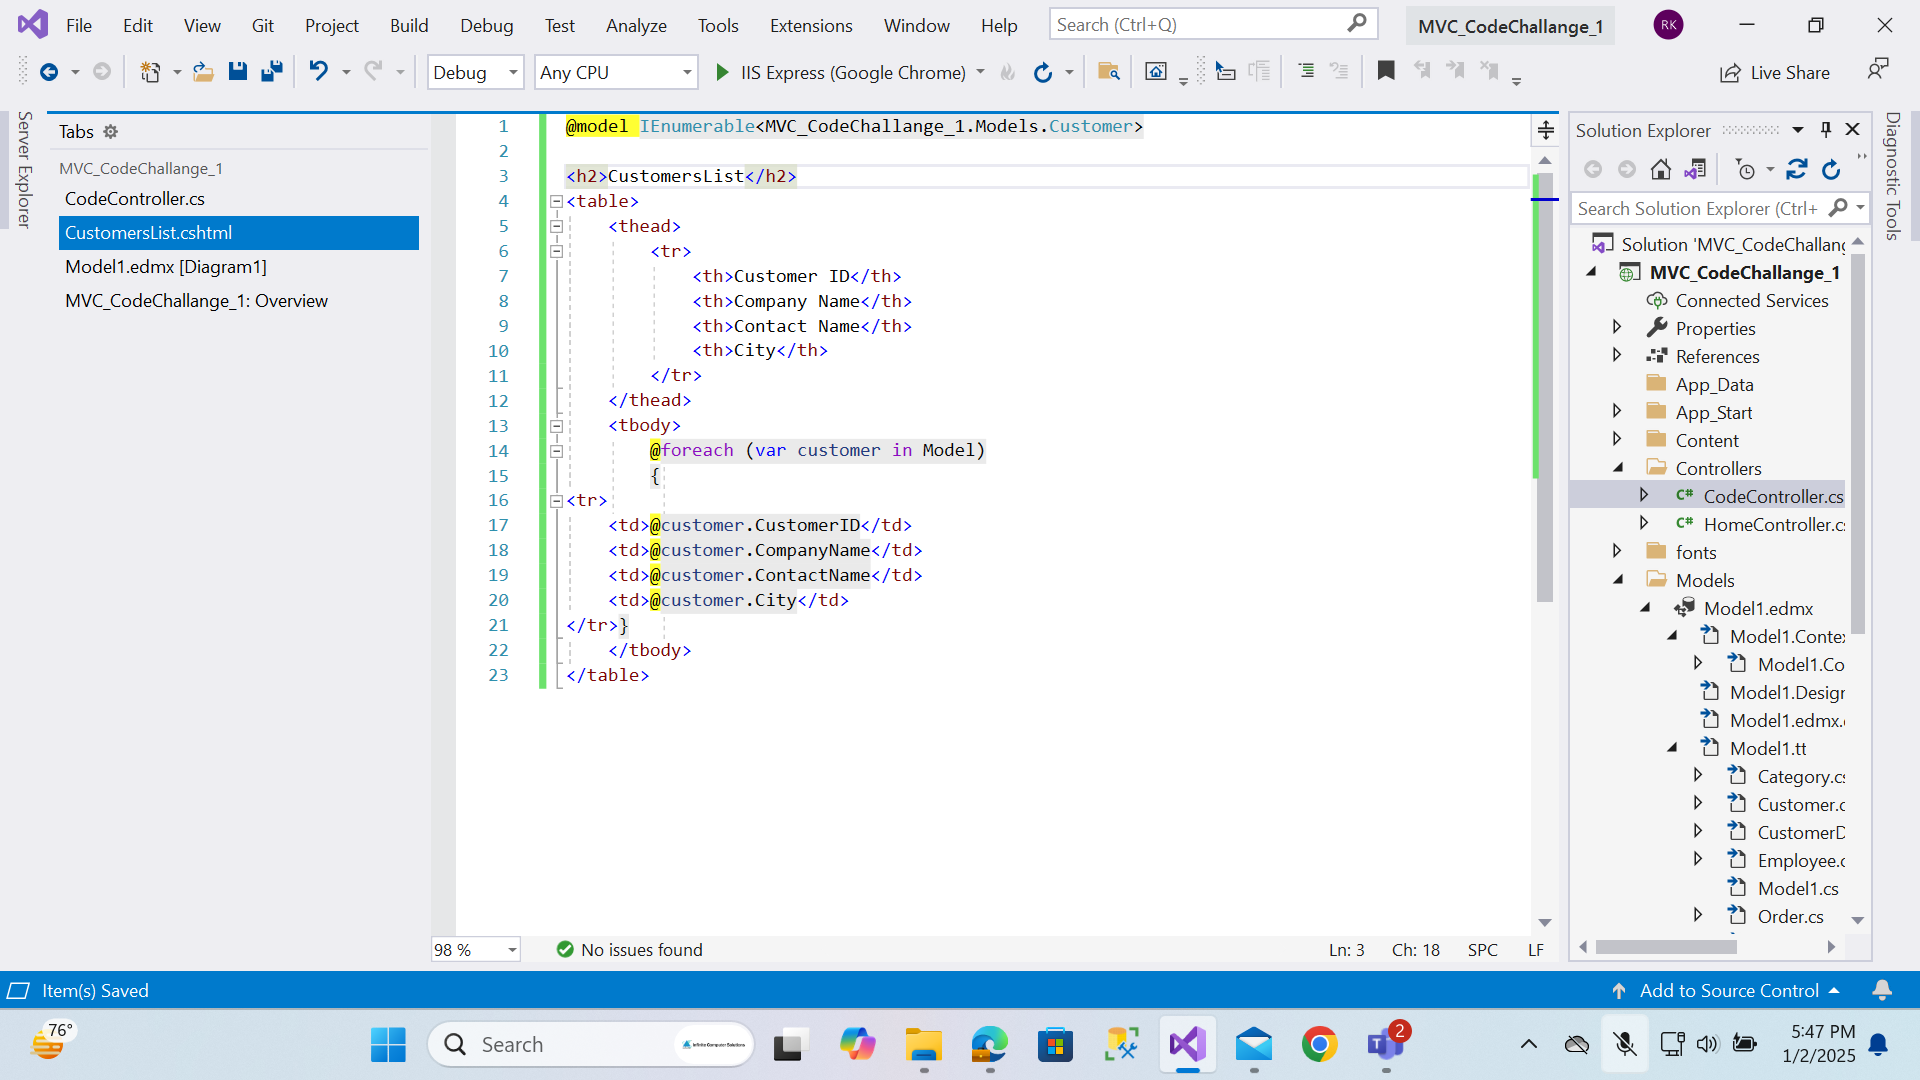 File Edit View Git Project Build Debug Test Analyze Tools Extensions Window Help Search (Ctrl+Q) MVC_CodeChallange_1 RK
Debug Any CPU IIS Express (Google Chrome) Live Share
Server Explorer
Tabs
MVC_CodeChallange_1
CodeController.cs
CustomersList.cshtml
Model1.edmx [Diagram1]
MVC_CodeChallange_1: Overview
1 @model IEnumerable<MVC_CodeChallange_1.Models.Customer>
2
3 <h2>CustomersList</h2>
4 <table>
5 <thead>
6 <tr>
7 <th>Customer ID</th>
8 <th>Company Name</th>
9 <th>Contact Name</th>
10 <th>City</th>
11 </tr>
12 </thead>
13 <tbody>
14 @foreach (var customer in Model)
15 {
16 <tr>
17 <td>@customer.CustomerID</td>
18 <td>@customer.CompanyName</td>
19 <td>@customer.ContactName</td>
20 <td>@customer.City</td>
21 </tr>}
22 </tbody>
23 </table>
98 % No issues found Ln: 3 Ch: 18 SPC LF
Solution Explorer
Search Solution Explorer (Ctrl+
Solution 'MVC_CodeChallang
MVC_CodeChallange_1
Connected Services
Properties
References
App_Data
App_Start
Content
Controllers
C# CodeController.cs
C# HomeController.cs
fonts
Models
Model1.edmx
Model1.Contex
Model1.Co
Model1.Design
Model1.edmx.
Model1.tt
Category.cs
Customer.c
CustomerD
Employee.c
Model1.cs
Order.cs
Diagnostic Tools
Item(s) Saved Add to Source Control
76° Search Infinite Computer Solutions 2 5:47 PM
1/2/2025